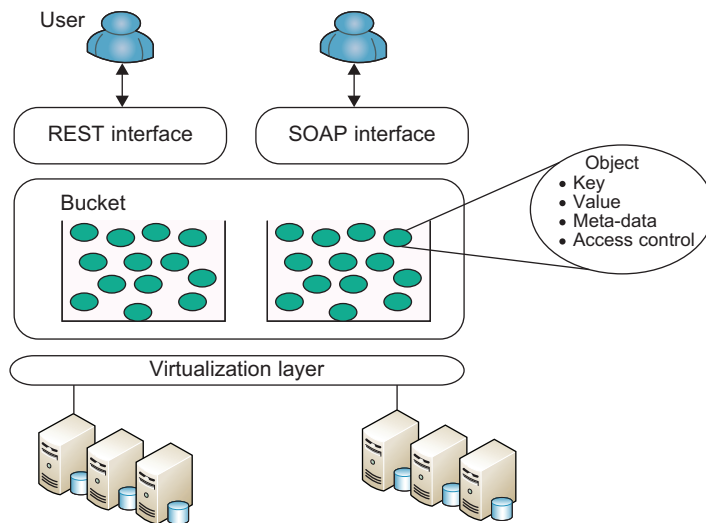 User
REST interface
SOAP interface
Object
• Key
• Value
• Meta-data
• Access control
Bucket
Virtualization layer